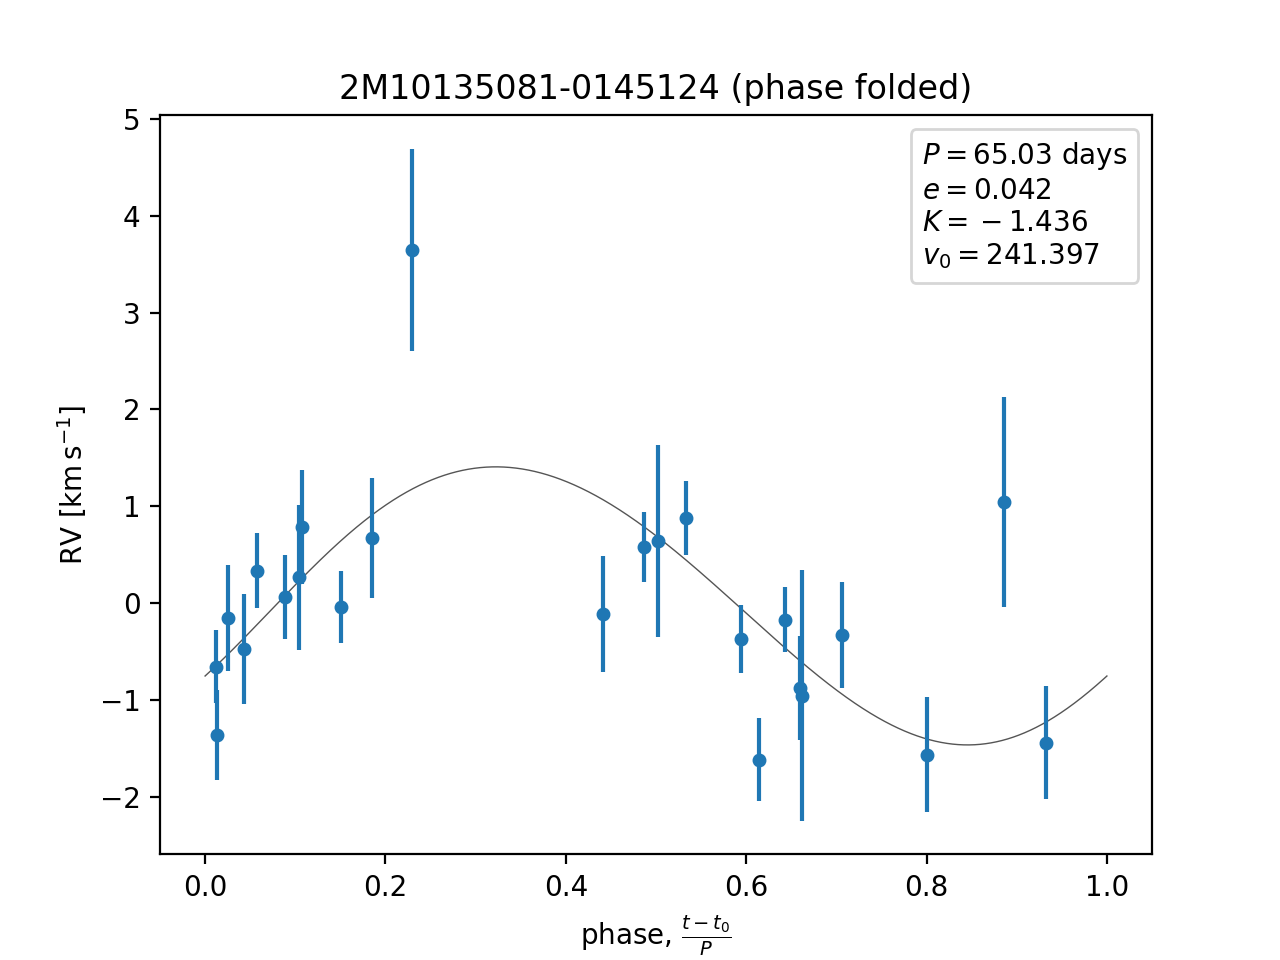 2M10135081-0145124 (phase folded)
P = 65.03 days
e = 0.042
K = −1.436
v₀ = 241.397
RV [km s⁻¹]
5
4
3
2
1
0
−1
−2
0.0 0.2 0.4 0.6 0.8 1.0
phase, (t − t₀)/P